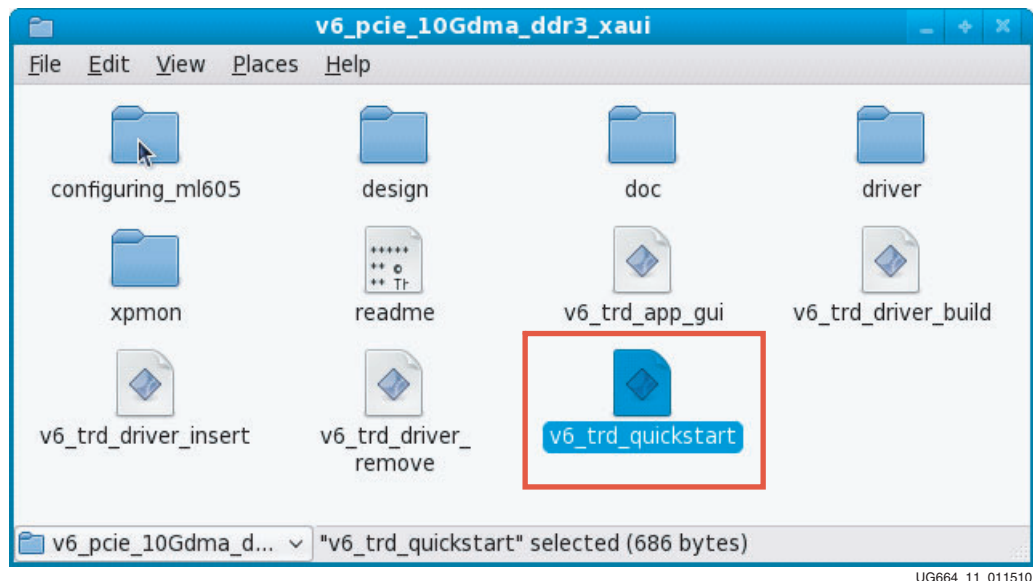 v6_pcie_10Gdma_ddr3_xaui
File Edit View Places Help
configuring_ml605 design doc driver
+++++
++ ©
++ Th
xpmon readme v6_trd_app_gui v6_trd_driver_build
v6_trd_driver_insert v6_trd_driver_ v6_trd_quickstart
remove
v6_pcie_10Gdma_d... "v6_trd_quickstart" selected (686 bytes)
UG664_11_011510